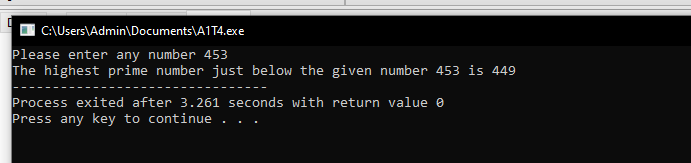 C:\Users\Admin\Documents\A1T4.exe
Please enter any number 453
The highest prime number just below the given number 453 is 449
--------------------------------
Process exited after 3.261 seconds with return value 0
Press any key to continue . . .